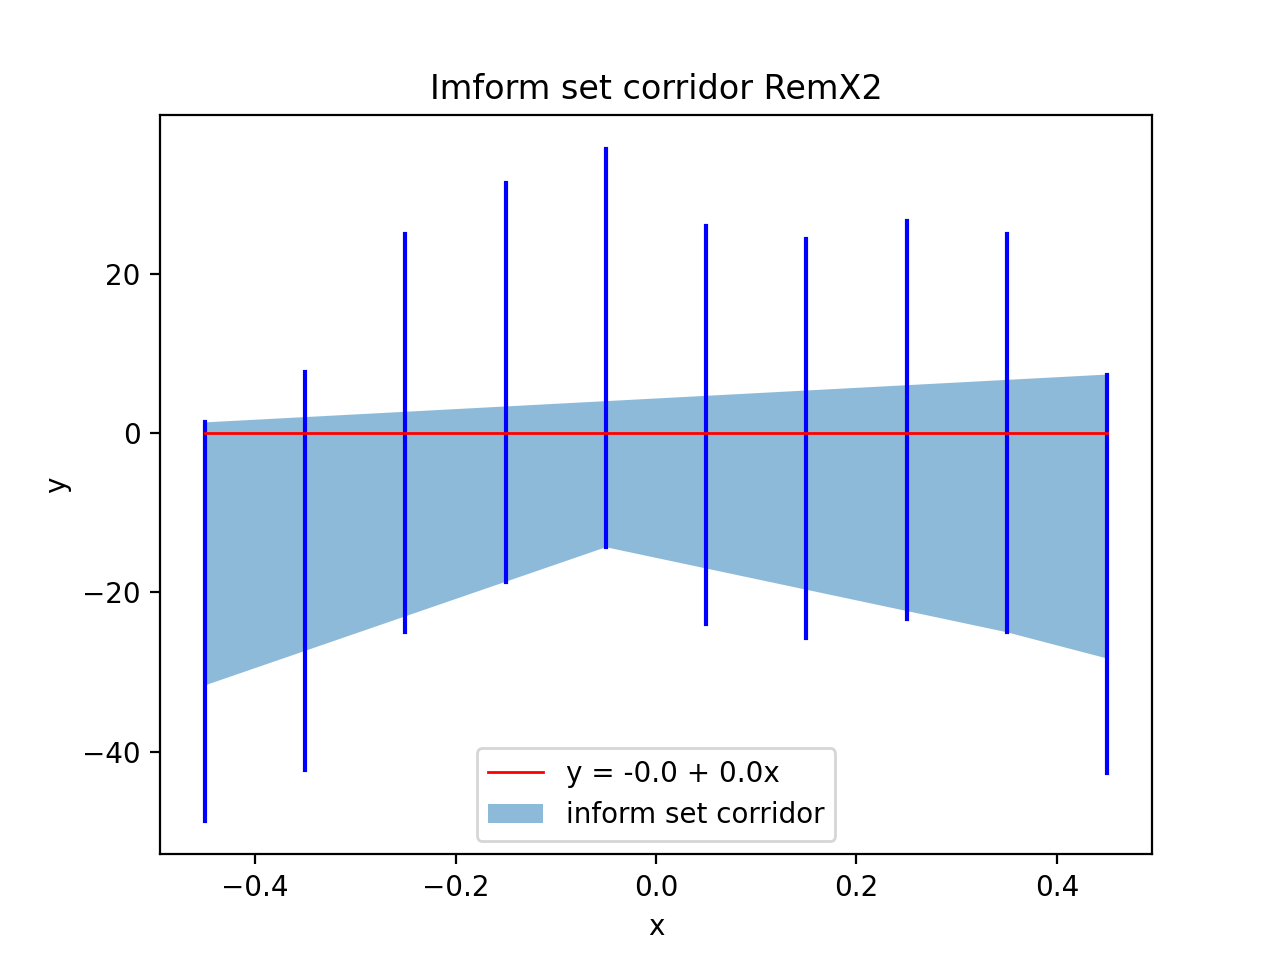 Imform set corridor RemX2
20
0
−20
−40
y
y = -0.0 + 0.0x
inform set corridor
−0.4
−0.2
0.0
0.2
0.4
x